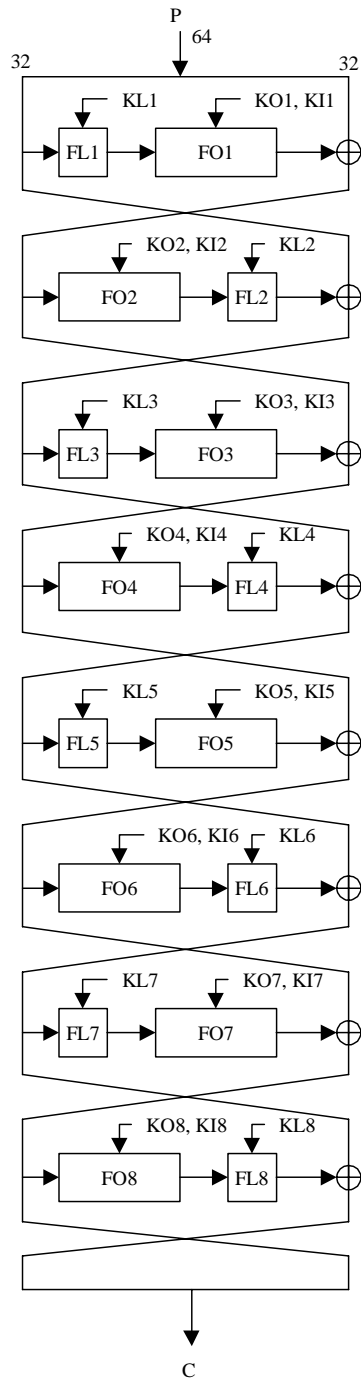 P
64
32
32
KL1
KO1, KI1
FL1
FO1
KO2, KI2
KL2
FO2
FL2
KL3
KO3, KI3
FL3
FO3
KO4, KI4
KL4
FO4
FL4
KL5
KO5, KI5
FL5
FO5
KO6, KI6
KL6
FO6
FL6
KL7
KO7, KI7
FL7
FO7
KO8, KI8
KL8
FO8
FL8
C